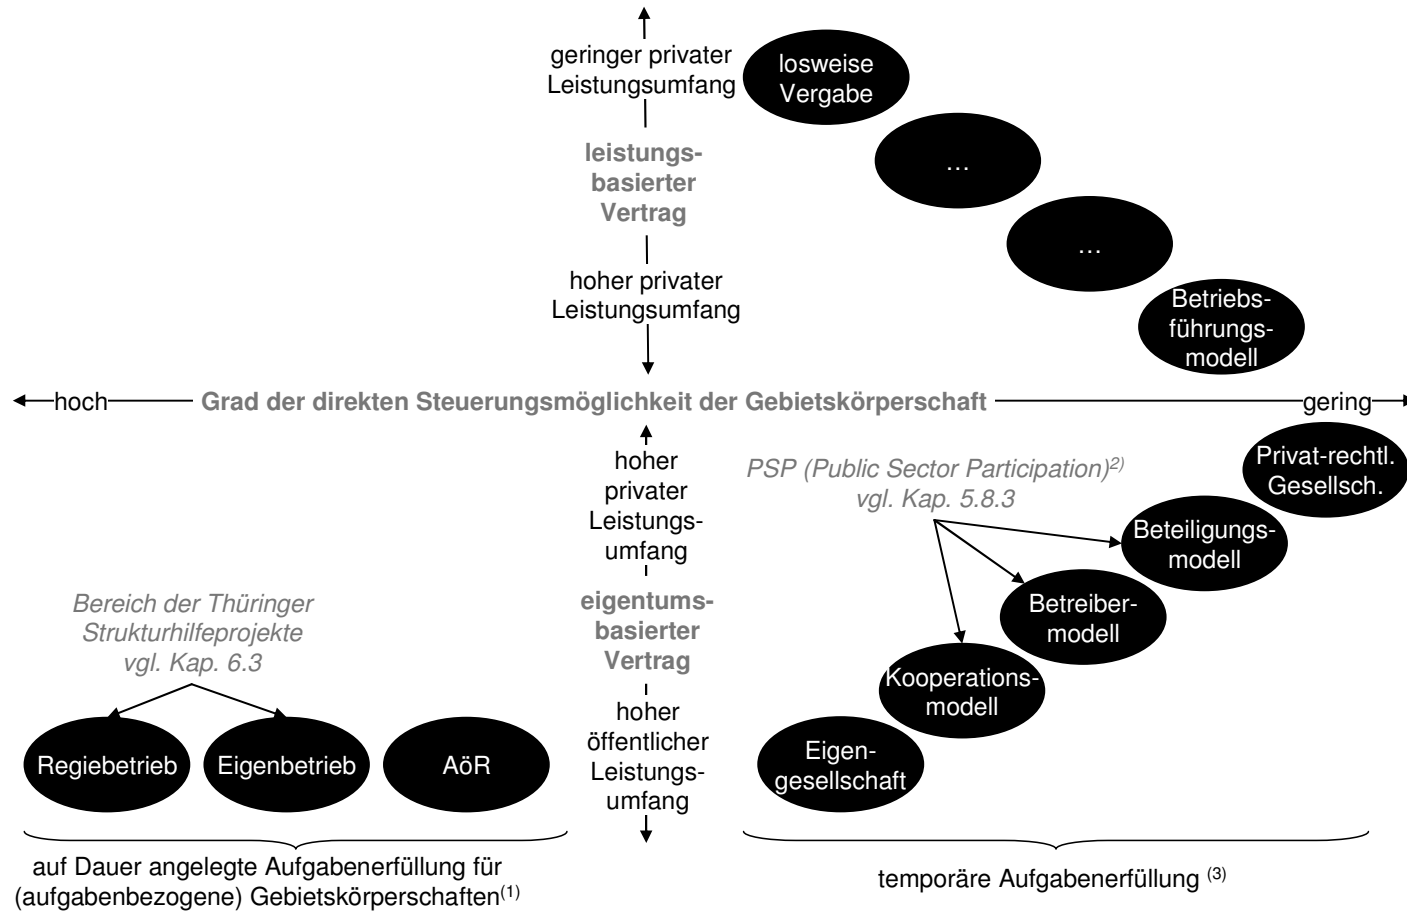 geringer privater
Leistungsumfang
losweise
Vergabe
...
leistungs-
basierter
Vertrag
...
hoher privater
Leistungsumfang
Betriebs-
führungs-
modell
hoch
Grad der direkten Steuerungsmöglichkeit der Gebietskörperschaft
gering
hoher
privater
Leistungs-
umfang
PSP (Public Sector Participation)2)
vgl. Kap. 5.8.3
Privat-rechtl.
Gesellsch.
Beteiligungs-
modell
Bereich der Thüringer
Strukturhilfeprojekte
vgl. Kap. 6.3
eigentums-
basierter
Vertrag
Betreiber-
modell
Kooperations-
modell
hoher
öffentlicher
Leistungs-
umfang
Regiebetrieb
Eigenbetrieb
AöR
Eigen-
gesellschaft
auf Dauer angelegte Aufgabenerfüllung für
(aufgabenbezogene) Gebietskörperschaften(1)
temporäre Aufgabenerfüllung (3)